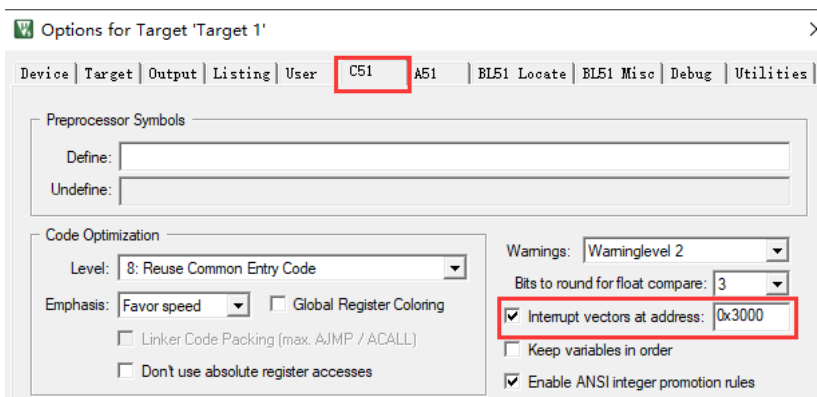 Options for Target 'Target 1'
Device Target Output Listing User C51 A51 BL51 Locate BL51 Misc Debug Utilities
Preprocessor Symbols
Define:
Undefine:
Code Optimization
Level: 8: Reuse Common Entry Code
Emphasis: Favor speed Global Register Coloring
Linker Code Packing (max. AJMP / ACALL)
Don't use absolute register accesses
Warnings: Warninglevel 2
Bits to round for float compare: 3
Interrupt vectors at address: 0x3000
Keep variables in order
Enable ANSI integer promotion rules